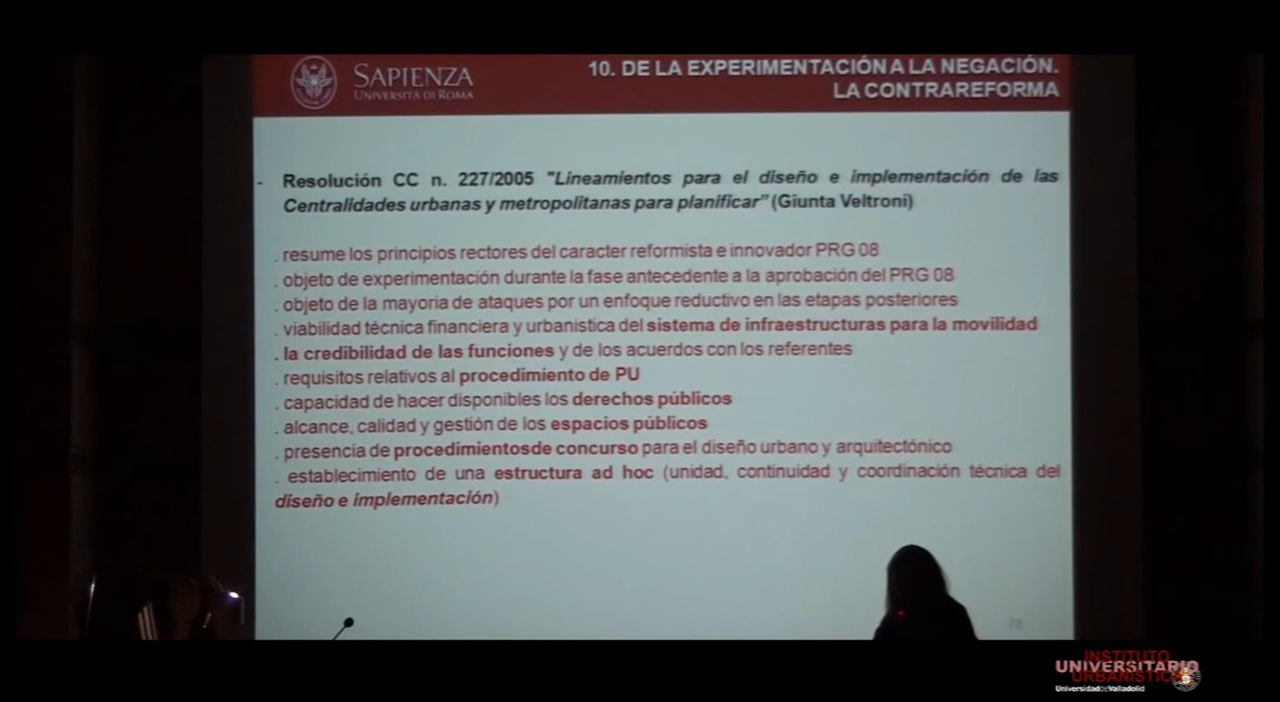 SAPIENZA
UNIVERSITÀ DI ROMA
10. DE LA EXPERIMENTACIÓN A LA NEGACIÓN.
LA CONTRAREFORMA
- Resolución CC n. 227/2005 "Lineamientos para el diseño e implementación de las
Centralidades urbanas y metropolitanas para planificar" (Giunta Veltroni)
. resume los principios rectores del caracter reformista e innovador PRG 08
. objeto de experimentación durante la fase antecedente a la aprobación del PRG 08
. objeto de la mayoria de ataques por un enfoque reductivo en las etapas posteriores
. viabilidad técnica financiera y urbanistica del sistema de infraestructuras para la movilidad
. la credibilidad de las funciones y de los acuerdos con los referentes
. requisitos relativos al procedimiento de PU
. capacidad de hacer disponibles los derechos públicos
. alcance, calidad y gestión de los espacios públicos
. presencia de procedimientosde concurso para el diseño urbano y arquitectónico
. establecimiento de una estructura ad hoc (unidad, continuidad y coordinación técnica del
diseño e implementación)
INSTITUTO
UNIVERSITARIO
URBANÍSTICA
Universidad de Valladolid